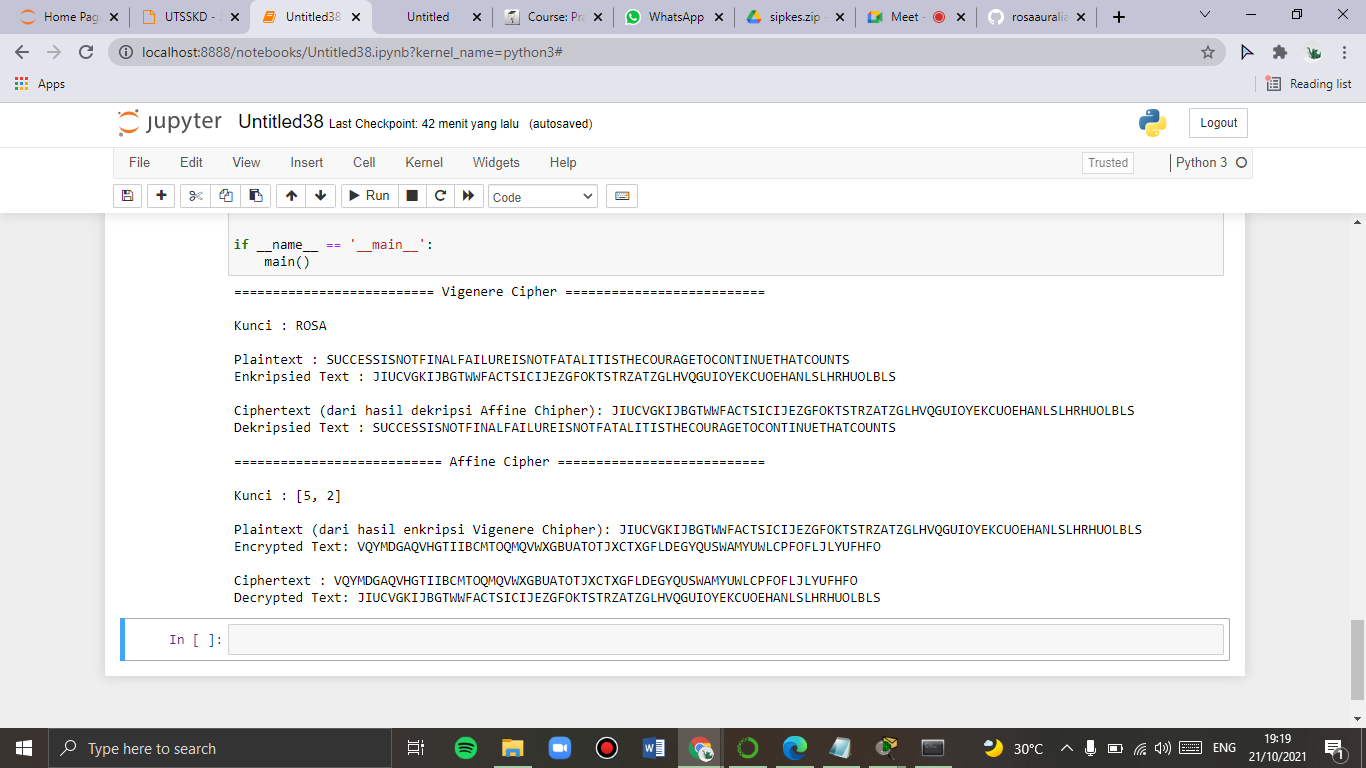 Home Pag
UTSSKD - J
Untitled38
Untitled
Course: Pra
WhatsApp
sipkes.zip -
Meet -
rosaauralia
localhost:8888/notebooks/Untitled38.ipynb?kernel_name=python3#
Apps
Reading list
jupyter Untitled38 Last Checkpoint: 42 menit yang lalu (autosaved)
Logout
File Edit View Insert Cell Kernel Widgets Help
Trusted
Python 3
Run
Code
if __name__ == '__main__':
    main()
========================== Vigenere Cipher ==========================
Kunci : ROSA
Plaintext : SUCCESSISNOTFINALFAILUREISNOTFATALITISTHECOURAGETOCONTINUETHATCOUNTS
Enkripsied Text : JIUCVGKIJBGTWWFACTSICIJEZGFOKTSTRZATZGLHVQGUIOYEKCUOEHANLSLHRHUOLBLS
Ciphertext (dari hasil dekripsi Affine Chipher): JIUCVGKIJBGTWWFACTSICIJEZGFOKTSTRZATZGLHVQGUIOYEKCUOEHANLSLHRHUOLBLS
Dekripsied Text : SUCCESSISNOTFINALFAILUREISNOTFATALITISTHECOURAGETOCONTINUETHATCOUNTS
=========================== Affine Cipher ===========================
Kunci : [5, 2]
Plaintext (dari hasil enkripsi Vigenere Chipher): JIUCVGKIJBGTWWFACTSICIJEZGFOKTSTRZATZGLHVQGUIOYEKCUOEHANLSLHRHUOLBLS
Encrypted Text: VQYMDGAQVHGTIIBCMTOQMQVWXGBUATOTJXCTXGFLDEGYQUSWAMYUWLCPFOFLJLYUFHFO
Ciphertext : VQYMDGAQVHGTIIBCMTOQMQVWXGBUATOTJXCTXGFLDEGYQUSWAMYUWLCPFOFLJLYUFHFO
Decrypted Text: JIUCVGKIJBGTWWFACTSICIJEZGFOKTSTRZATZGLHVQGUIOYEKCUOEHANLSLHRHUOLBLS
In [ ]:
Type here to search
30°C
ENG
19:19
21/10/2021
1